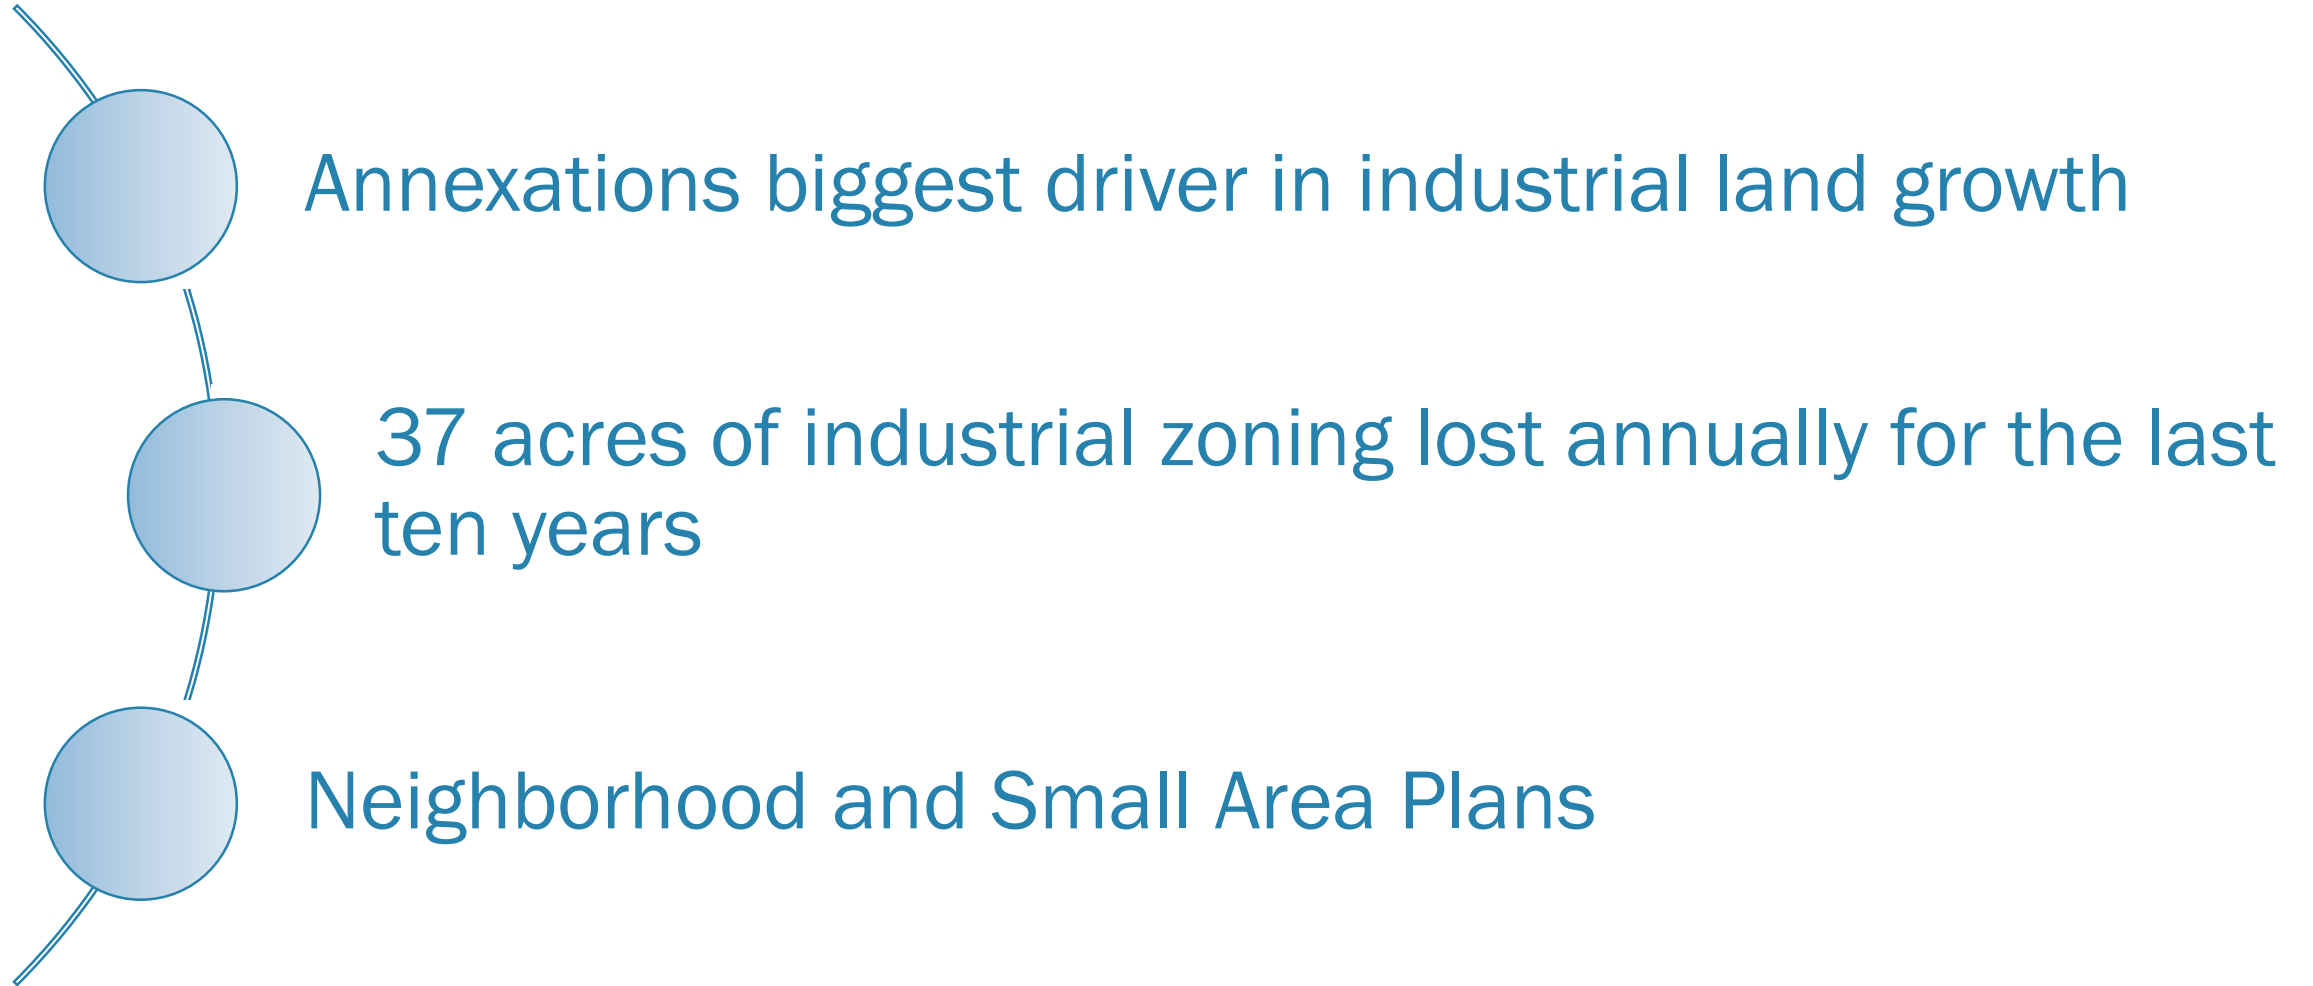 Annexations biggest driver in industrial land growth
37 acres of industrial zoning lost annually for the last
ten years
Neighborhood and Small Area Plans